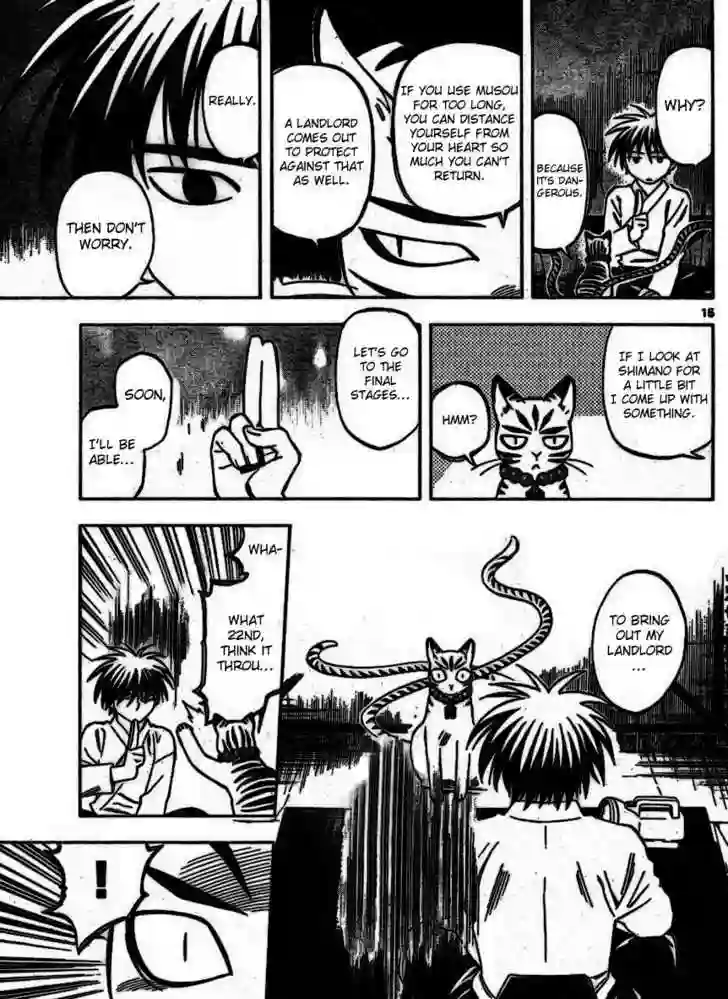 WHY?
BECAUSE
IT'S DAN-
GEROUS.
IF YOU USE MUSOU
FOR TOO LONG,
YOU CAN DISTANCE
YOURSELF FROM
YOUR HEART SO
MUCH YOU CAN'T
RETURN.
A LANDLORD
COMES OUT
TO PROTECT
AGAINST THAT
AS WELL.
REALLY.
THEN DON'T
WORRY.
15
IF I LOOK AT
SHIMANO FOR
A LITTLE BIT
I COME UP WITH
SOMETHING.
HMM?
LET'S GO
TO THE
FINAL
STAGES...
SOON,
I'LL BE
ABLE...
TO BRING
OUT MY
LANDLORD
...
WHA-
WHAT
22ND,
THINK IT
THROU...
!